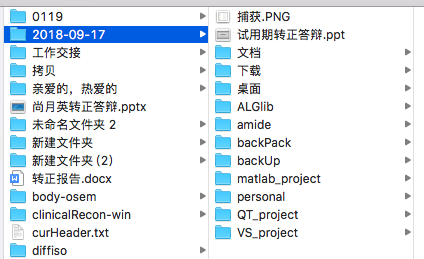 0119
2018-09-17
工作交接
拷贝
亲爱的，热爱的
尚月英转正答辩.pptx
未命名文件夹 2
新建文件夹
新建文件夹(2)
转正报告.docx
body-osem
clinicalRecon-win
curHeader.txt
diffiso
捕获.PNG
试用期转正答辩.ppt
文档
下载
桌面
ALGlib
amide
backPack
backUp
matlab_project
personal
QT_project
VS_project